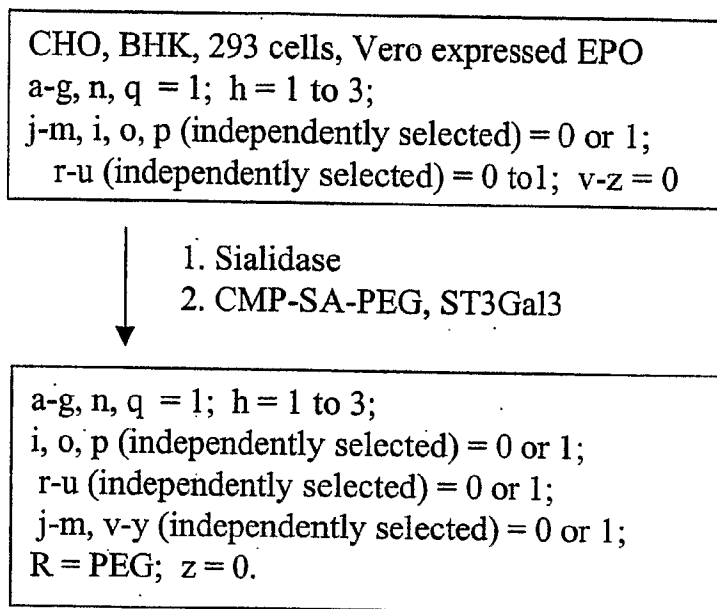 CHO, BHK, 293 cells, Vero expressed EPO
a-g, n, q = 1; h = 1 to 3;
j-m, i, o, p (independently selected) = 0 or 1;
r-u (independently selected) = 0 to1; v-z = 0
1. Sialidase
2. CMP-SA-PEG, ST3Gal3
a-g, n, q = 1; h = 1 to 3;
i, o, p (independently selected) = 0 or 1;
r-u (independently selected) = 0 or 1;
j-m, v-y (independently selected) = 0 or 1;
R = PEG; z = 0.